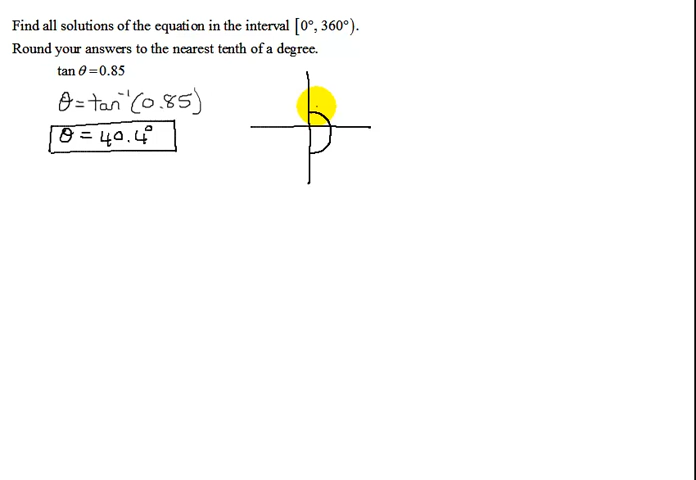 Find all solutions of the equation in the interval [0°, 360°).
Round your answers to the nearest tenth of a degree.
tan θ=0.85
θ=tan⁻¹(0.85)
θ = 40.4°